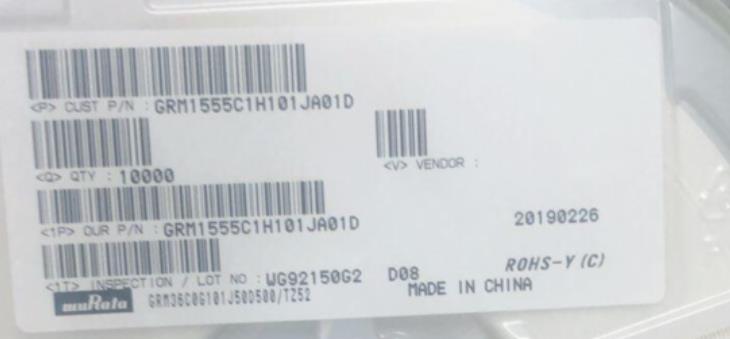 <P> CUST P/N : GRM1555C1H101JA01D
<Q> QTY : 10000
<V> VENDOR :
<1P> OUR P/N : GRM1555C1H101JA01D
20190226
<1T> INSPECTION / LOT NO : WG92150G2 D08
ROHS-Y (C)
muRata GRM36C0G101J50D500/TZ52
MADE IN CHINA